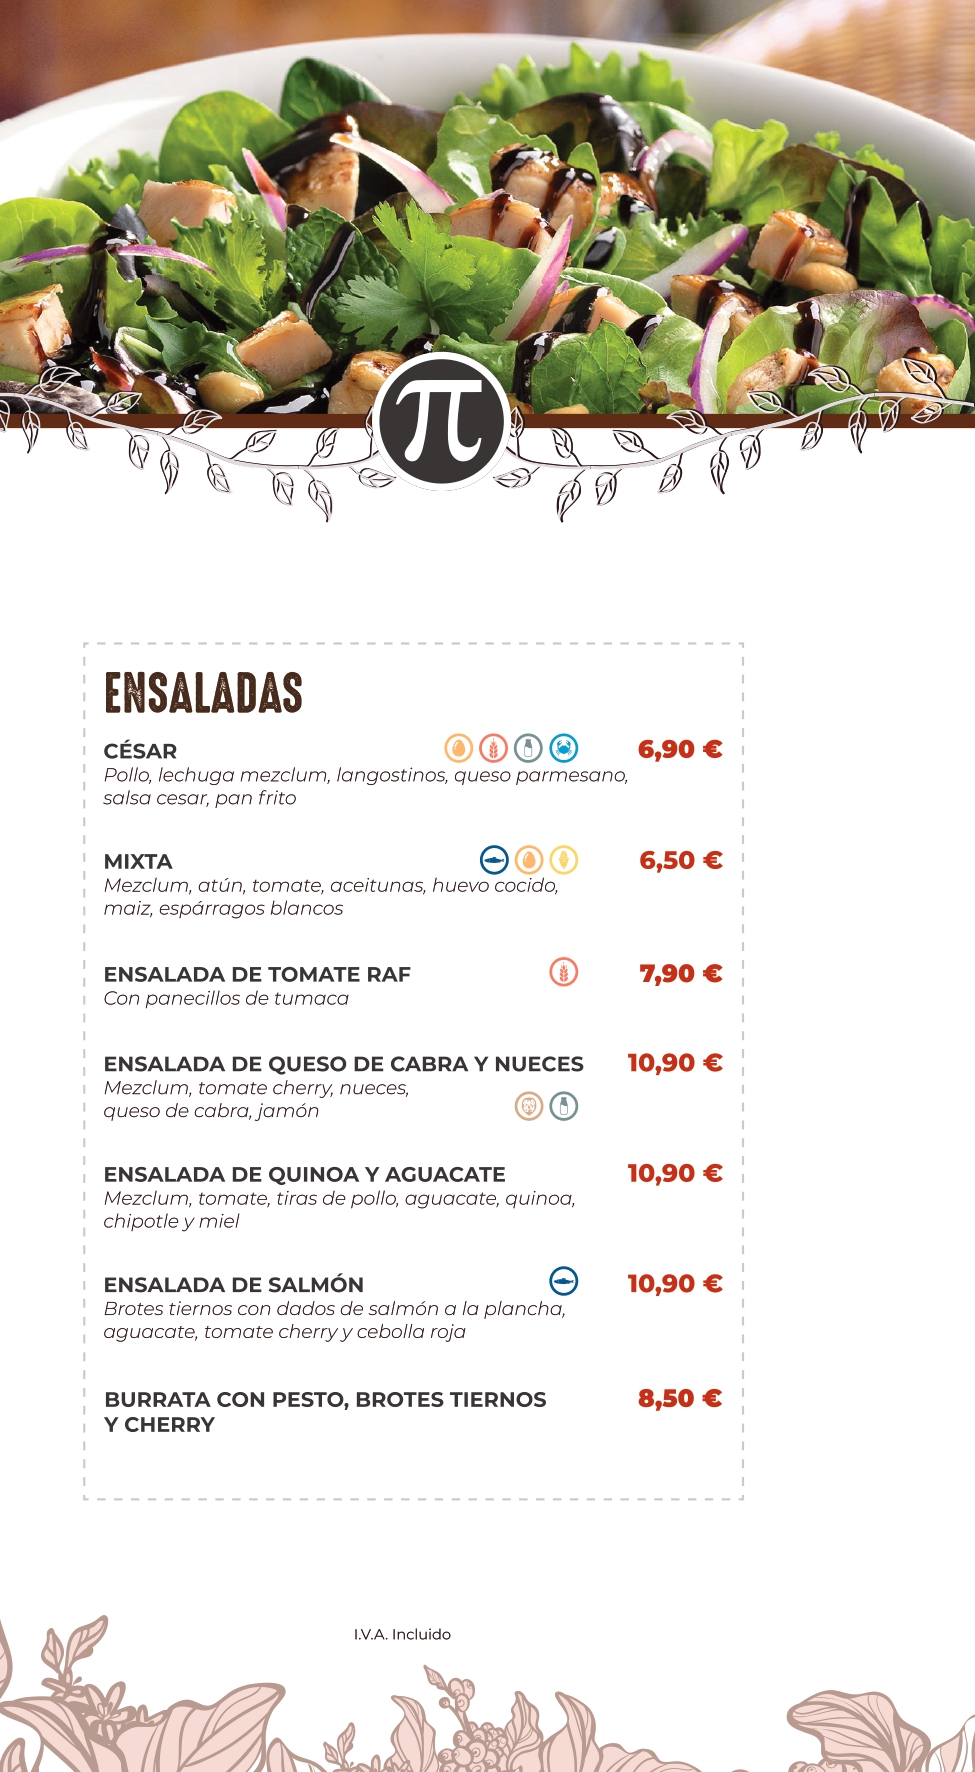 π
ENSALADAS
CÉSAR 6,90 €
Pollo, lechuga mezclum, langostinos, queso parmesano,
salsa cesar, pan frito
MIXTA 6,50 €
Mezclum, atún, tomate, aceitunas, huevo cocido,
maiz, espárragos blancos
ENSALADA DE TOMATE RAF 7,90 €
Con panecillos de tumaca
ENSALADA DE QUESO DE CABRA Y NUECES 10,90 €
Mezclum, tomate cherry, nueces,
queso de cabra, jamón
ENSALADA DE QUINOA Y AGUACATE 10,90 €
Mezclum, tomate, tiras de pollo, aguacate, quinoa,
chipotle y miel
ENSALADA DE SALMÓN 10,90 €
Brotes tiernos con dados de salmón a la plancha,
aguacate, tomate cherry y cebolla roja
BURRATA CON PESTO, BROTES TIERNOS 8,50 €
Y CHERRY
I.V.A. Incluido